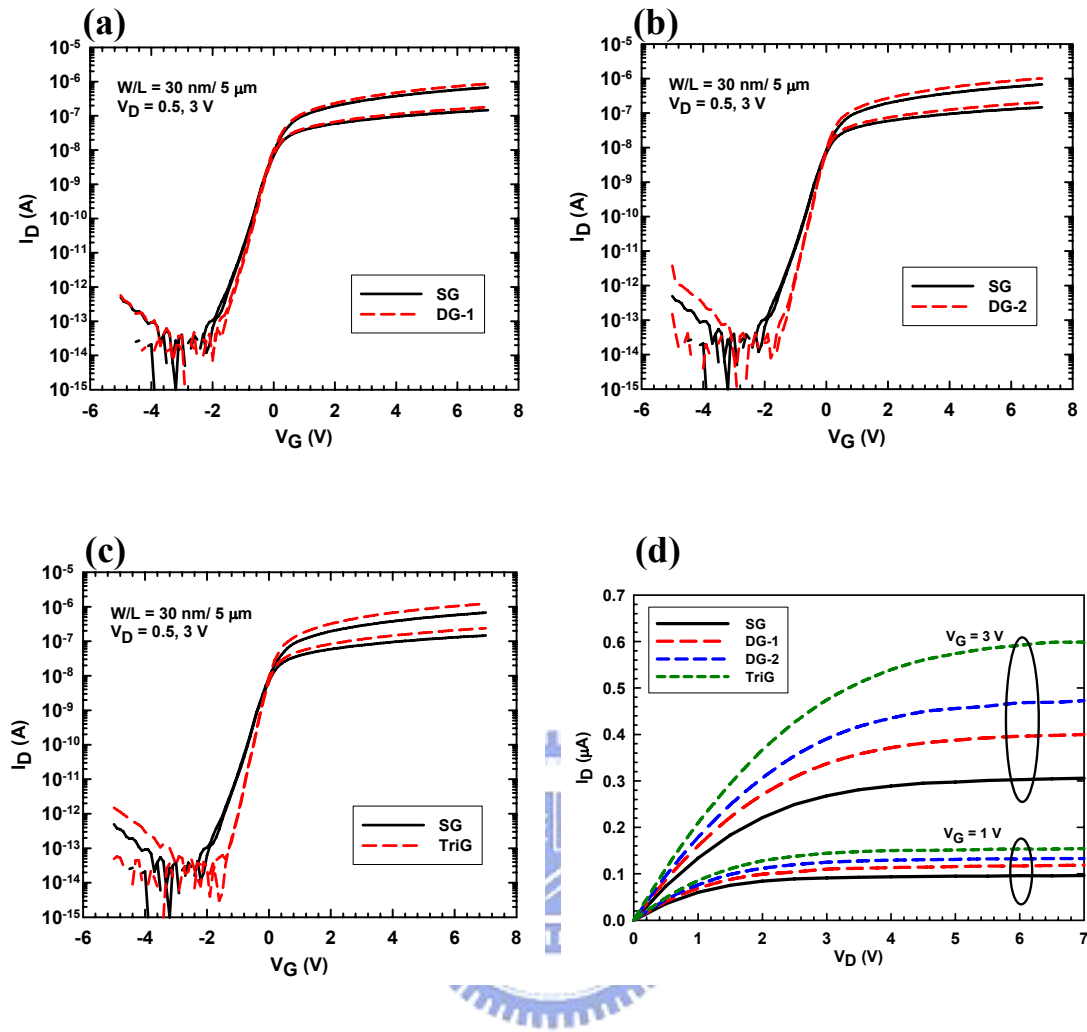 (a)
10-5
10-6
10-7
10-8
10-9
10-10
10-11
10-12
10-13
10-14
10-15
ID (A)
W/L = 30 nm/ 5 μm
VD = 0.5, 3 V
SG
DG-1
-6 -4 -2 0 2 4 6 8
VG (V)
(b)
10-5
10-6
10-7
10-8
10-9
10-10
10-11
10-12
10-13
10-14
10-15
ID (A)
W/L = 30 nm/ 5 μm
VD = 0.5, 3 V
SG
DG-2
-6 -4 -2 0 2 4 6 8
VG (V)
(c)
10-5
10-6
10-7
10-8
10-9
10-10
10-11
10-12
10-13
10-14
10-15
ID (A)
W/L = 30 nm/ 5 μm
VD = 0.5, 3 V
SG
TriG
-6 -4 -2 0 2 4 6 8
VG (V)
(d)
0.7
0.6
0.5
0.4
0.3
0.2
0.1
0.0
ID (μA)
SG
DG-1
DG-2
TriG
VG = 3 V
VG = 1 V
0 1 2 3 4 5 6 7
VD (V)